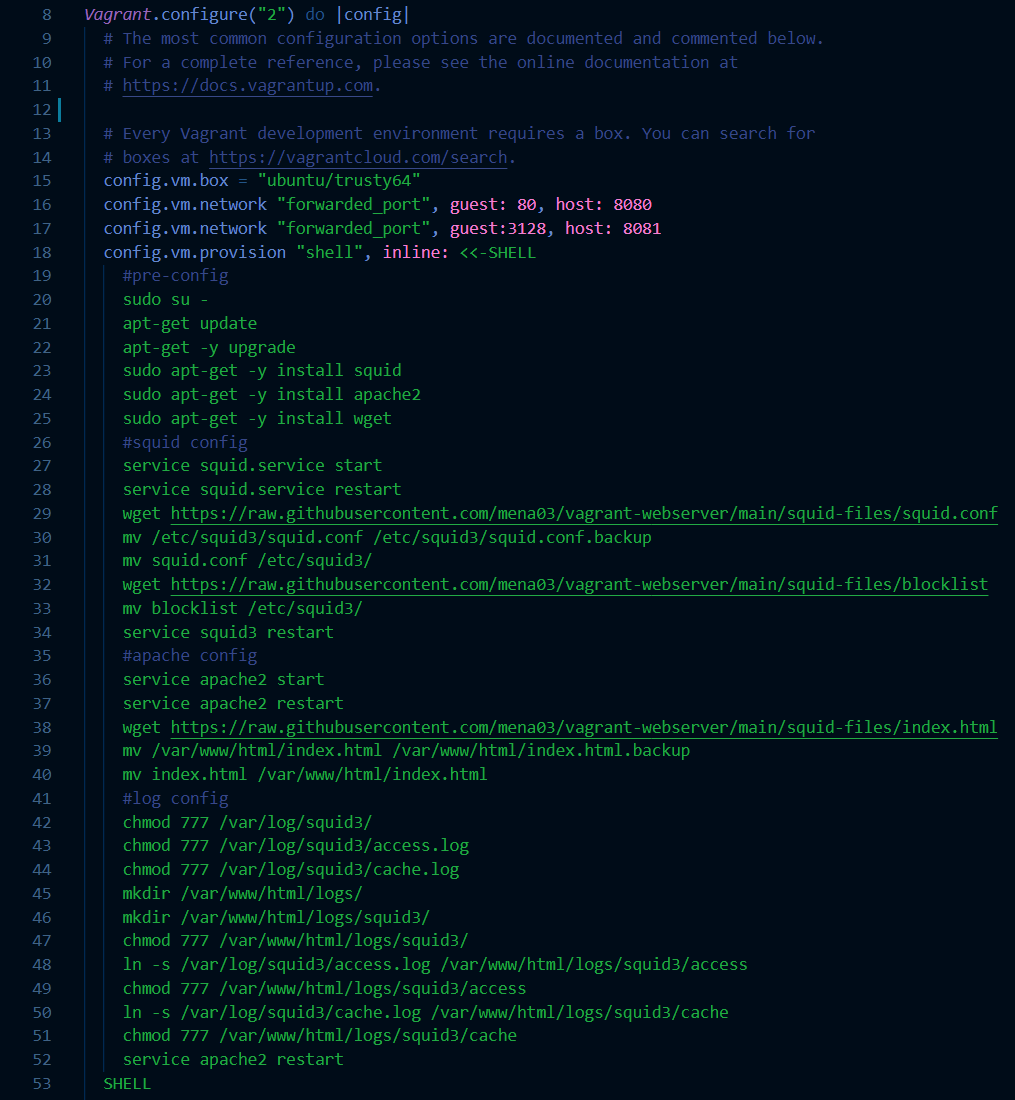 8 Vagrant.configure("2") do |config|
9 # The most common configuration options are documented and commented below.
10 # For a complete reference, please see the online documentation at
11 # https://docs.vagrantup.com.
12
13 # Every Vagrant development environment requires a box. You can search for
14 # boxes at https://vagrantcloud.com/search.
15 config.vm.box = "ubuntu/trusty64"
16 config.vm.network "forwarded_port", guest: 80, host: 8080
17 config.vm.network "forwarded_port", guest:3128, host: 8081
18 config.vm.provision "shell", inline: <<-SHELL
19 #pre-config
20 sudo su -
21 apt-get update
22 apt-get -y upgrade
23 sudo apt-get -y install squid
24 sudo apt-get -y install apache2
25 sudo apt-get -y install wget
26 #squid config
27 service squid.service start
28 service squid.service restart
29 wget https://raw.githubusercontent.com/mena03/vagrant-webserver/main/squid-files/squid.conf
30 mv /etc/squid3/squid.conf /etc/squid3/squid.conf.backup
31 mv squid.conf /etc/squid3/
32 wget https://raw.githubusercontent.com/mena03/vagrant-webserver/main/squid-files/blocklist
33 mv blocklist /etc/squid3/
34 service squid3 restart
35 #apache config
36 service apache2 start
37 service apache2 restart
38 wget https://raw.githubusercontent.com/mena03/vagrant-webserver/main/squid-files/index.html
39 mv /var/www/html/index.html /var/www/html/index.html.backup
40 mv index.html /var/www/html/index.html
41 #log config
42 chmod 777 /var/log/squid3/
43 chmod 777 /var/log/squid3/access.log
44 chmod 777 /var/log/squid3/cache.log
45 mkdir /var/www/html/logs/
46 mkdir /var/www/html/logs/squid3/
47 chmod 777 /var/www/html/logs/squid3/
48 ln -s /var/log/squid3/access.log /var/www/html/logs/squid3/access
49 chmod 777 /var/www/html/logs/squid3/access
50 ln -s /var/log/squid3/cache.log /var/www/html/logs/squid3/cache
51 chmod 777 /var/www/html/logs/squid3/cache
52 service apache2 restart
53 SHELL